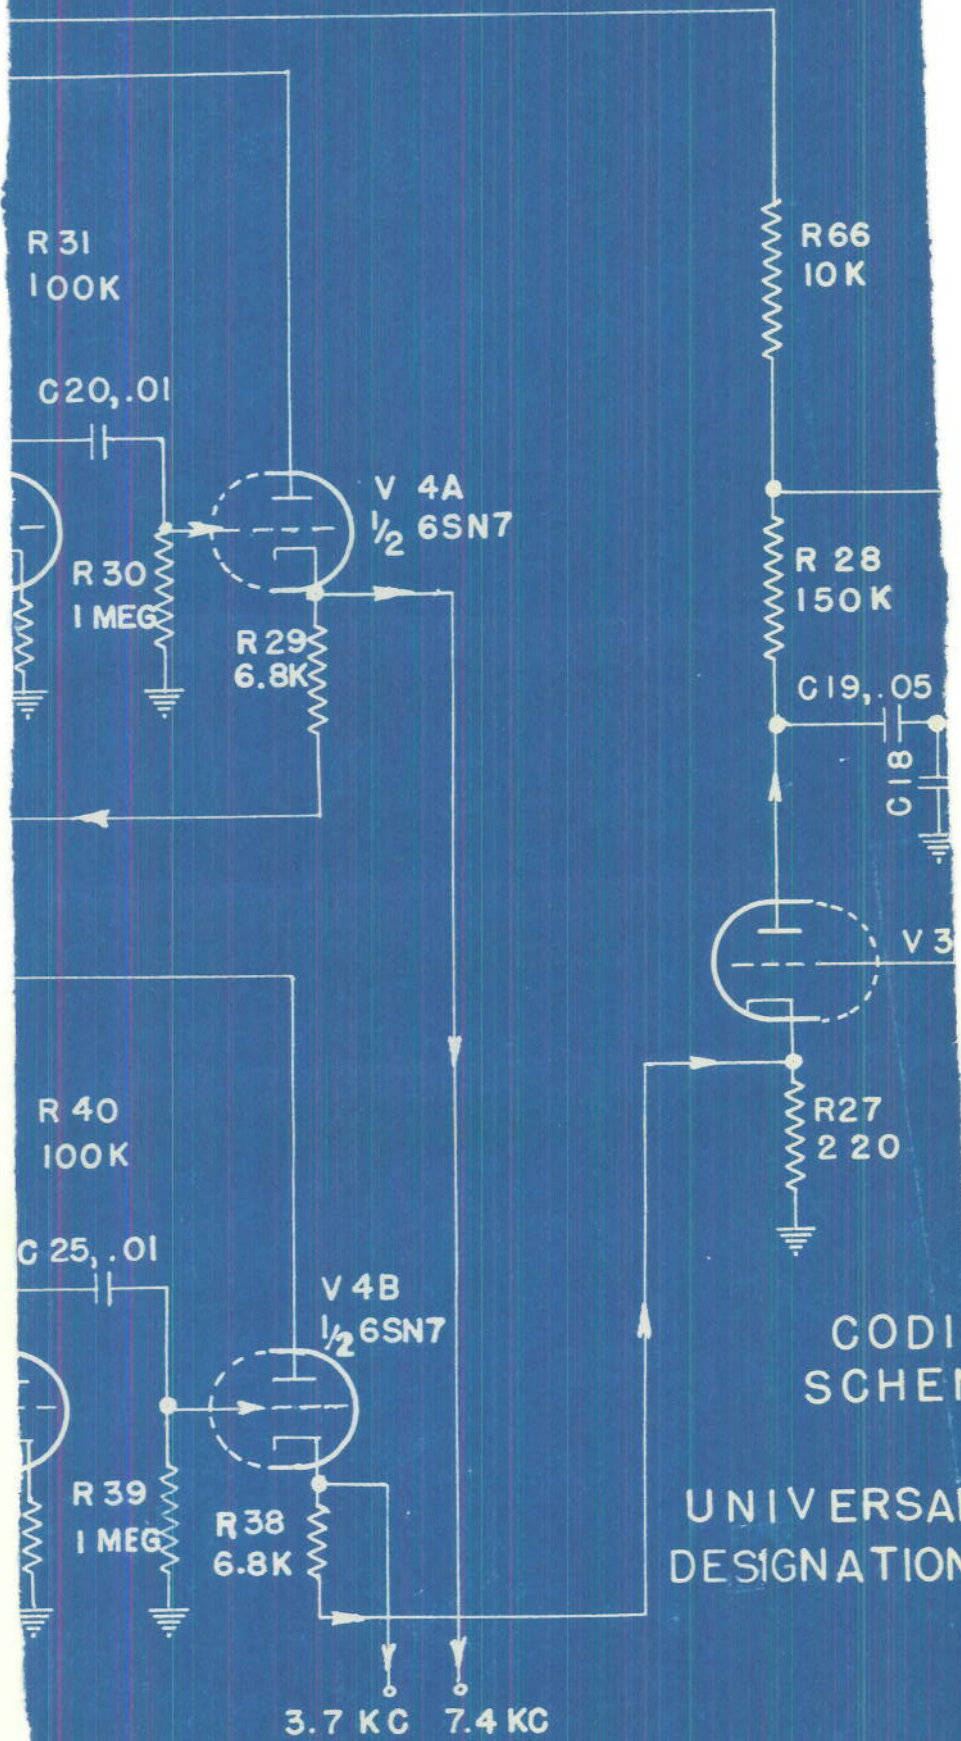 R 31
100K
R66
10K
C20, .01
V 4A
1/2 6SN7
R 30
1 MEG
R 28
150K
R 29
6.8K
C19, .05
C18
V3
R 40
100K
R27
220
C 25, .01
V 4B
1/2 6SN7
CODI
SCHE
R 39
1 MEG
R 38
6.8K
UNIVERSA
DESIGNATION
3.7 KC 7.4 KC